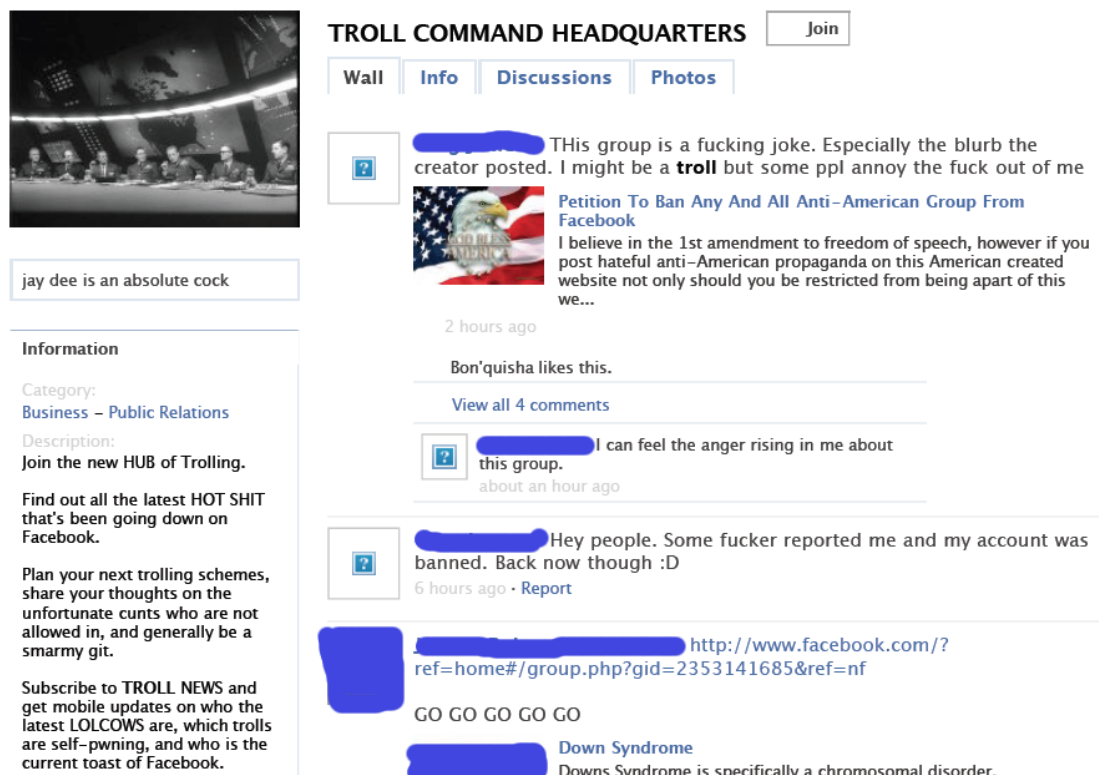 TROLL COMMAND HEADQUARTERS
Join
Wall
Info
Discussions
Photos
jay dee is an absolute cock
Information
Category:
Business – Public Relations
Description:
Join the new HUB of Trolling.
Find out all the latest HOT SHIT
that's been going down on
Facebook.
Plan your next trolling schemes,
share your thoughts on the
unfortunate cunts who are not
allowed in, and generally be a
smarmy git.
Subscribe to TROLL NEWS and
get mobile updates on who the
latest LOLCOWS are, which trolls
are self-pwning, and who is the
current toast of Facebook.
THis group is a fucking joke. Especially the blurb the
creator posted. I might be a troll but some ppl annoy the fuck out of me
GOD BLESS
AMERICA
Petition To Ban Any And All Anti-American Group From
Facebook
I believe in the 1st amendment to freedom of speech, however if you
post hateful anti-American propaganda on this American created
website not only should you be restricted from being apart of this
we...
2 hours ago
Bon'quisha likes this.
View all 4 comments
I can feel the anger rising in me about
this group.
about an hour ago
Hey people. Some fucker reported me and my account was
banned. Back now though :D
6 hours ago · Report
http://www.facebook.com/?
ref=home#/group.php?gid=2353141685&ref=nf
GO GO GO GO GO
Down Syndrome
Downs Syndrome is specifically a chromosomal disorder.